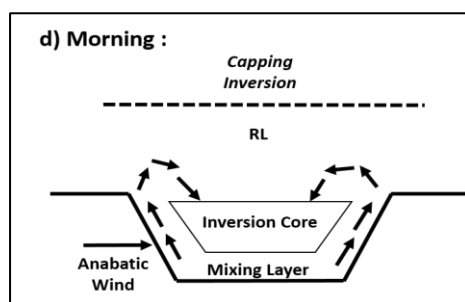 d) Morning :
Capping
Inversion
RL
Inversion Core
Anabatic
Wind
Mixing Layer